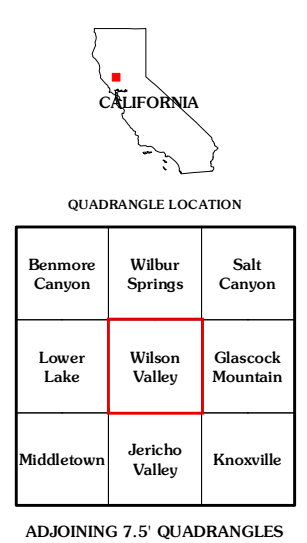 CALIFORNIA
QUADRANGLE LOCATION
Benmore
Canyon
Wilbur
Springs
Salt
Canyon
Lower
Lake
Wilson
Valley
Glascock
Mountain
Middletown
Jericho
Valley
Knoxville
ADJOINING 7.5' QUADRANGLES